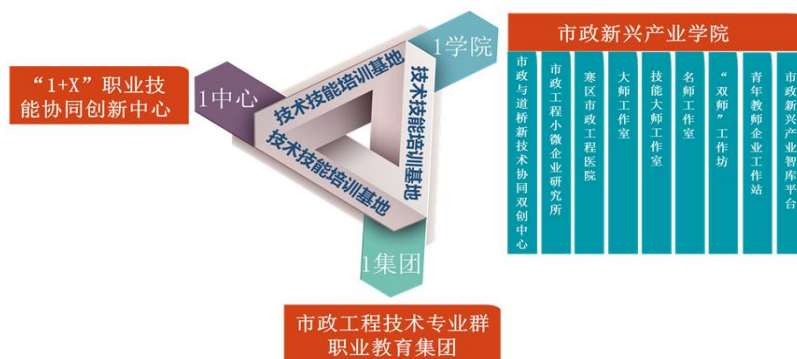 “1+X”职业技
能协同创新中心
1中心
1学院
技术技能培训基地
技术技能培训基地
技术技能培训基地
1集团
市政工程技术专业群
职业教育集团
市政新兴产业学院
市政与道桥新技术协同双创中心
市政工程小微企业研究所
寒区市政工程医院
大师工作室
技能大师工作室
名师工作室
“双师”工作坊
青年教师企业工作站
市政新兴产业智库平台